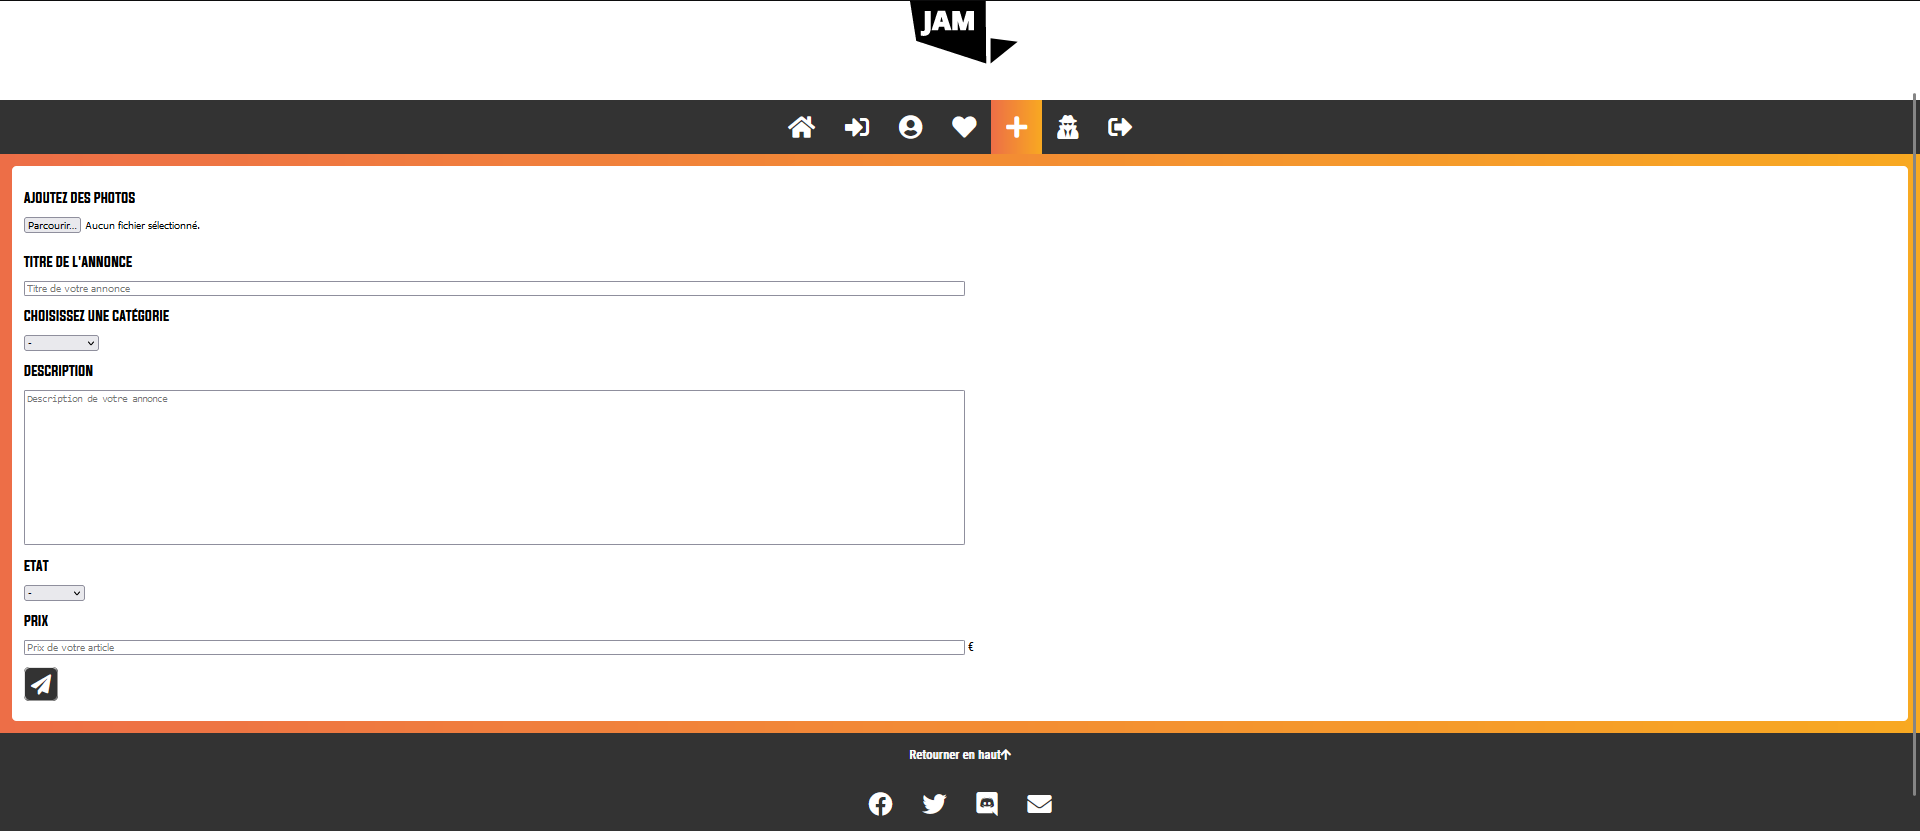 JAM
AJOUTEZ DES PHOTOS
Parcourir... Aucun fichier sélectionné.
TITRE DE L'ANNONCE
Titre de votre annonce
CHOISISSEZ UNE CATÉGORIE
-
DESCRIPTION
Description de votre annonce
ETAT
-
PRIX
Prix de votre article €
Retourner en haut